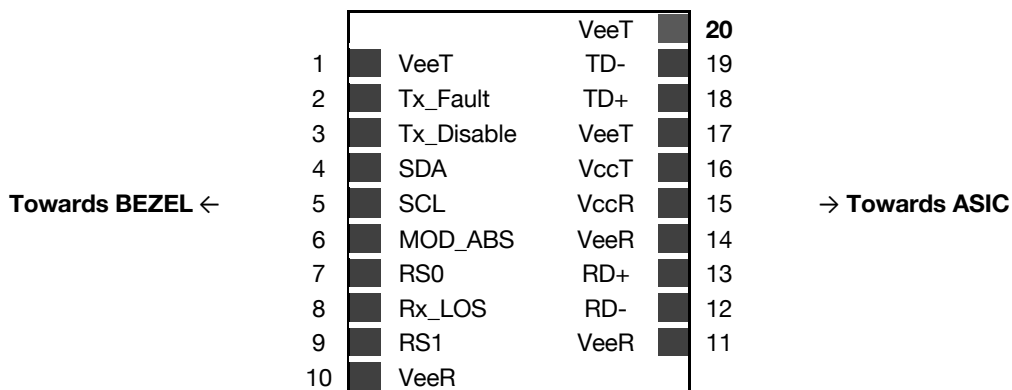 VeeT 20
1 VeeT TD- 19
2 Tx_Fault TD+ 18
3 Tx_Disable VeeT 17
4 SDA VccT 16
Towards BEZEL ← 5 SCL VccR 15 → Towards ASIC
6 MOD_ABS VeeR 14
7 RS0 RD+ 13
8 Rx_LOS RD- 12
9 RS1 VeeR 11
10 VeeR